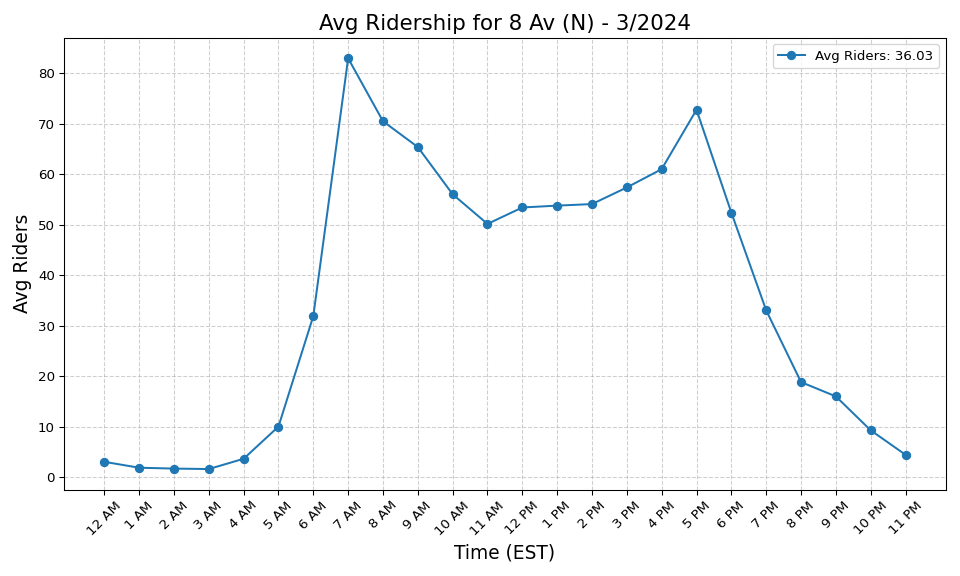 Avg Ridership for 8 Av (N) - 3/2024
Avg Riders: 36.03
Avg Riders
80
70
60
50
40
30
20
10
0
12 AM 1 AM 2 AM 3 AM 4 AM 5 AM 6 AM 7 AM 8 AM 9 AM 10 AM 11 AM 12 PM 1 PM 2 PM 3 PM 4 PM 5 PM 6 PM 7 PM 8 PM 9 PM 10 PM 11 PM
Time (EST)